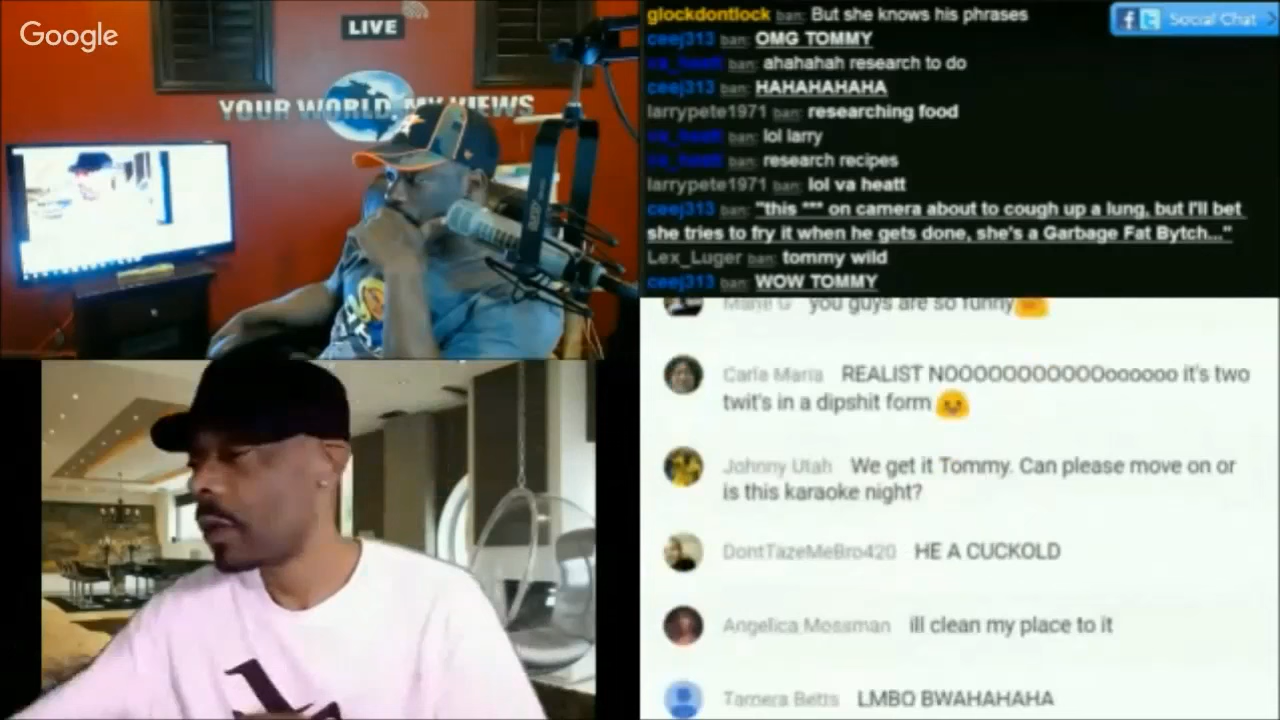 Google
LIVE
YOUR WORLD, MY VIEWS
Social Chat
glockdontlock ban: But she knows his phrases
ceej313 ban: OMG TOMMY
va_heatt ban: ahahahah research to do
ceej313 ban: HAHAHAHAHA
larrypete1971 ban: researching food
va_heatt ban: lol larry
va_heatt ban: research recipes
larrypete1971 ban: lol va heatt
ceej313 ban: "this *** on camera about to cough up a lung, but I'll bet
she tries to fry it when he gets done, she's a Garbage Fat Bytch..."
Lex_Luger ban: tommy wild
ceej313 ban: WOW TOMMY
Marie G you guys are so funny
Carla Maria REALIST NOOOOOOOOOOOoooooo it's two
twit's in a dipshit form
Johnny Utah We get it Tommy. Can please move on or
is this karaoke night?
DontTazeMeBro420 HE A CUCKOLD
Angelica Mossman ill clean my place to it
Tamera Betts LMBO BWAHAHAHA